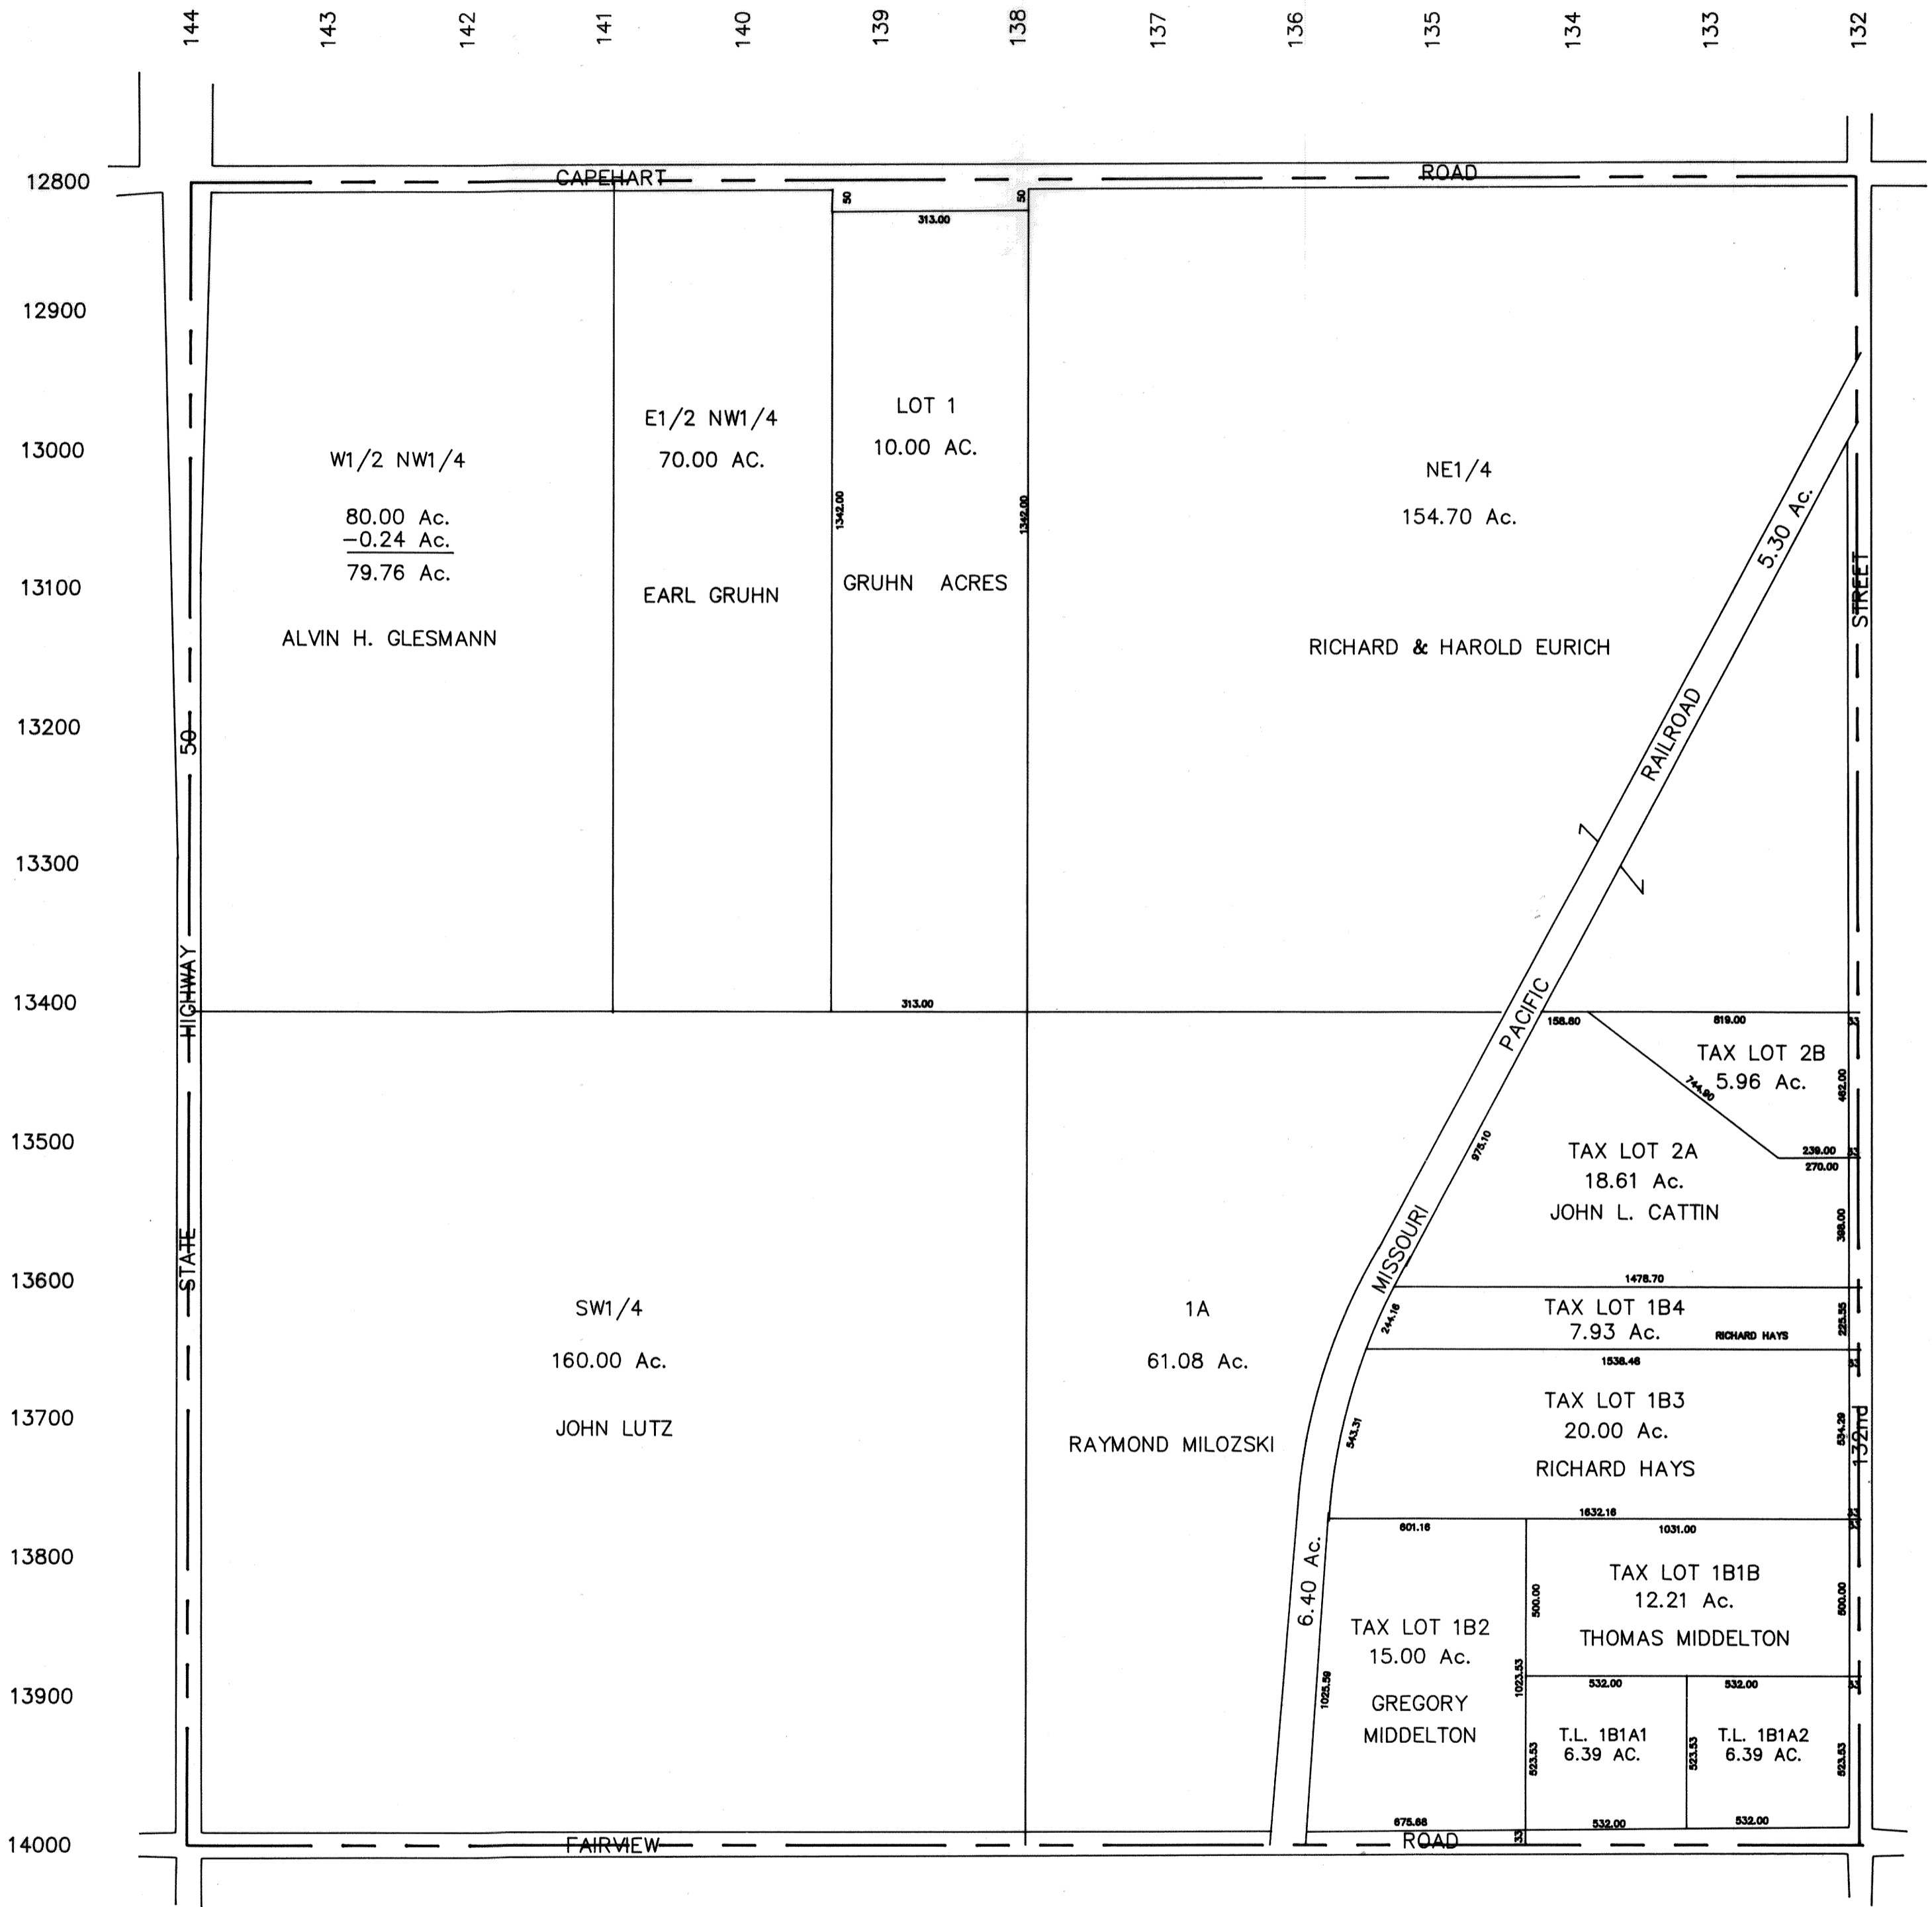 144 143 142 141 140 139 138 137 136 135 134 133 132
12800
12900
13000
13100
13200
13300
13400
13500
13600
13700
13800
13900
14000
CAPEHART ROAD
50 50
313.00
W1/2 NW1/4
80.00 Ac.
-0.24 Ac.
79.76 Ac.
ALVIN H. GLESMANN
E1/2 NW1/4
70.00 AC.
EARL GRUHN
LOT 1
10.00 AC.
1342.00
1342.00
GRUHN ACRES
313.00
NE1/4
154.70 Ac.
RICHARD & HAROLD EURICH
5.30 Ac.
MISSOURI PACIFIC RAILROAD
6.40 Ac.
STATE HIGHWAY 50
132nd STREET
158.80
819.00
33
TAX LOT 2B
5.96 Ac.
744.90
462.00
239.00
33
270.00
975.10
TAX LOT 2A
18.61 Ac.
JOHN L. CATTIN
398.00
1478.70
244.16
TAX LOT 1B4
7.93 Ac.
RICHARD HAYS
225.55
1538.46
33
TAX LOT 1B3
20.00 Ac.
RICHARD HAYS
543.31
534.29
1632.16
601.16
1031.00
TAX LOT 1B1B
12.21 Ac.
THOMAS MIDDELTON
500.00
500.00
TAX LOT 1B2
15.00 Ac.
GREGORY
MIDDELTON
1025.59
1023.53
532.00
532.00
33
T.L. 1B1A1
6.39 AC.
T.L. 1B1A2
6.39 AC.
523.53
523.53
523.53
675.66
532.00
532.00
33
SW1/4
160.00 Ac.
JOHN LUTZ
1A
61.08 Ac.
RAYMOND MILOZSKI
FAIRVIEW ROAD